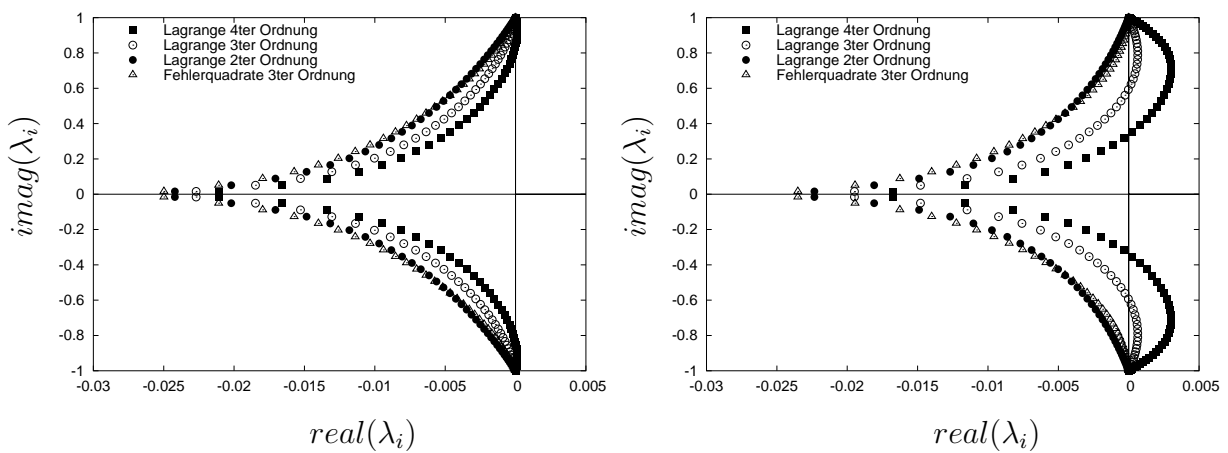 1
0.8
0.6
0.4
0.2
0
-0.2
-0.4
-0.6
-0.8
-1
-0.03 -0.025 -0.02 -0.015 -0.01 -0.005 0 0.005
imag(λi)
real(λi)
Lagrange 4ter Ordnung
Lagrange 3ter Ordnung
Lagrange 2ter Ordnung
Fehlerquadrate 3ter Ordnung
1
0.8
0.6
0.4
0.2
0
-0.2
-0.4
-0.6
-0.8
-1
-0.03 -0.025 -0.02 -0.015 -0.01 -0.005 0 0.005
imag(λi)
real(λi)
Lagrange 4ter Ordnung
Lagrange 3ter Ordnung
Lagrange 2ter Ordnung
Fehlerquadrate 3ter Ordnung